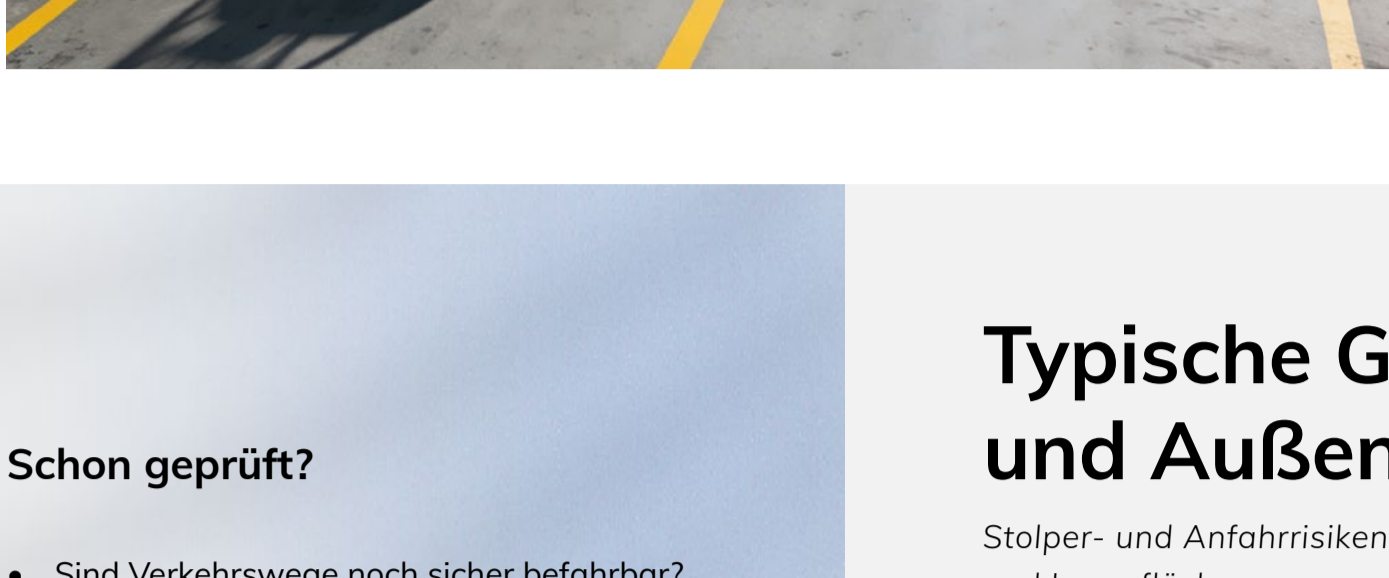 Schon geprüft?
Sind Verkehrswege noch sicher befahrbar?
Typische G
und Außen
Stolper- und Anfahrrisiken